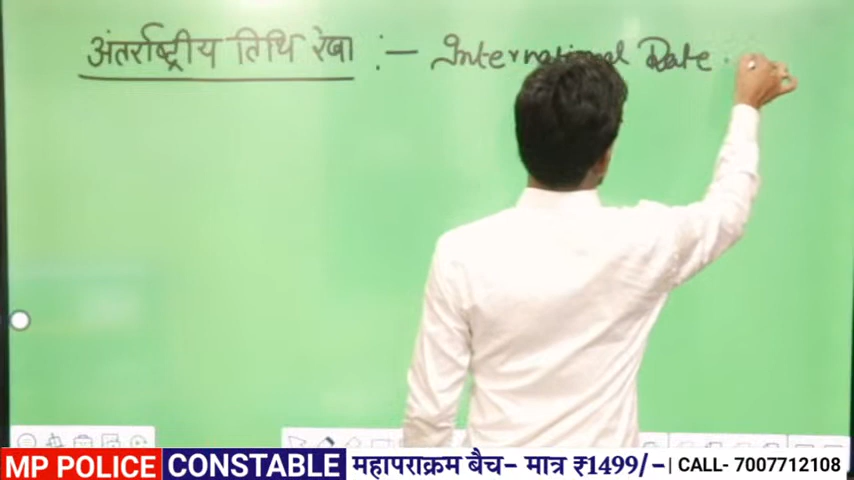 अंतर्राष्ट्रीय तिथि रेखा :- International Date
MP POLICE CONSTABLE महापराक्रम बैच- मात्र ₹1499/- | CALL- 7007712108